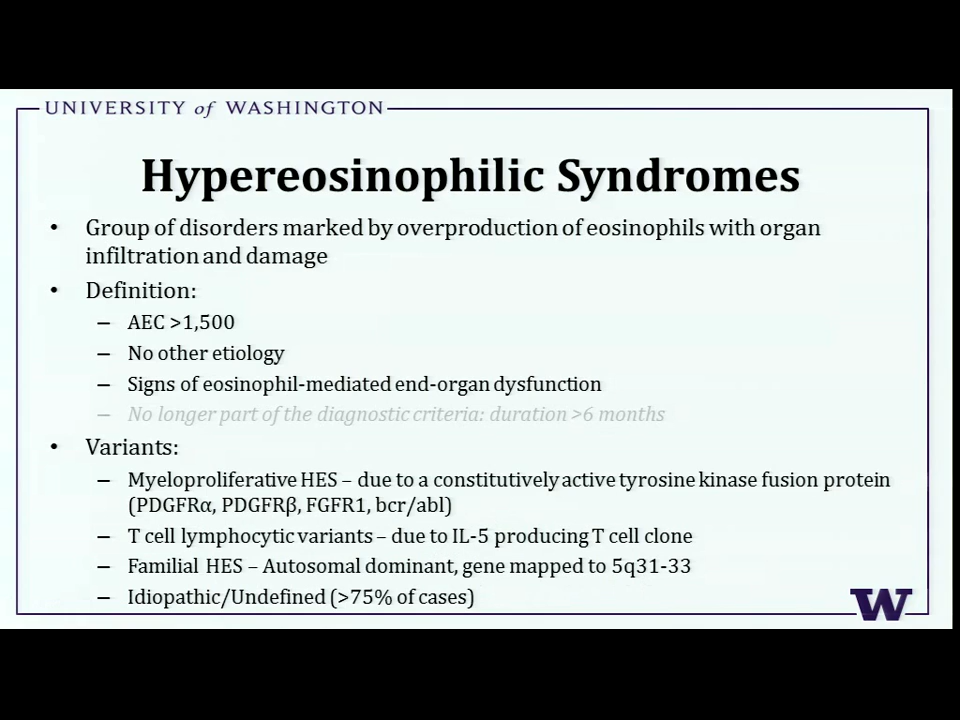 UNIVERSITY of WASHINGTON
Hypereosinophilic Syndromes
• Group of disorders marked by overproduction of eosinophils with organ
infiltration and damage
• Definition:
– AEC >1,500
– No other etiology
– Signs of eosinophil-mediated end-organ dysfunction
– No longer part of the diagnostic criteria: duration >6 months
• Variants:
– Myeloproliferative HES – due to a constitutively active tyrosine kinase fusion protein
(PDGFRα, PDGFRβ, FGFR1, bcr/abl)
– T cell lymphocytic variants – due to IL-5 producing T cell clone
– Familial HES – Autosomal dominant, gene mapped to 5q31-33
– Idiopathic/Undefined (>75% of cases)
W